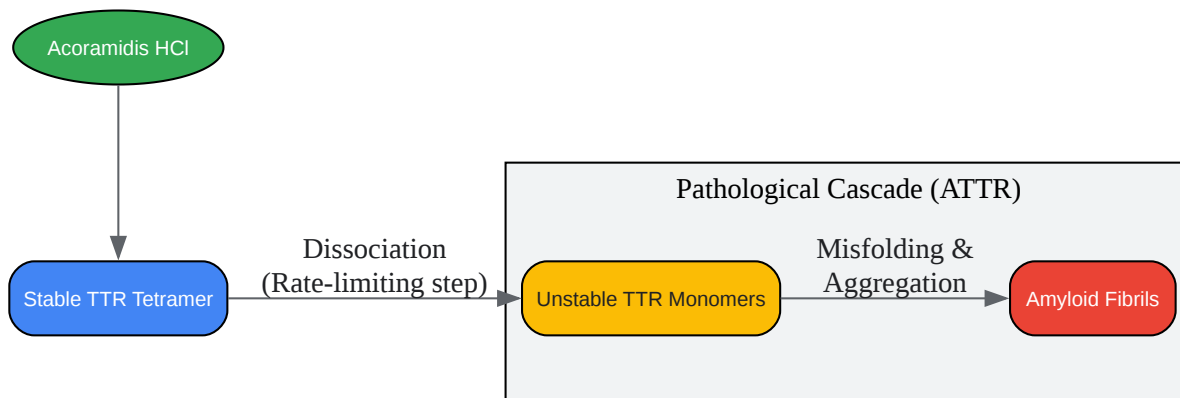 Acoramidis HCl
Pathological Cascade (ATTR)
Dissociation
(Rate-limiting step)
Misfolding &
Aggregation
Stable TTR Tetramer
Unstable TTR Monomers
Amyloid Fibrils